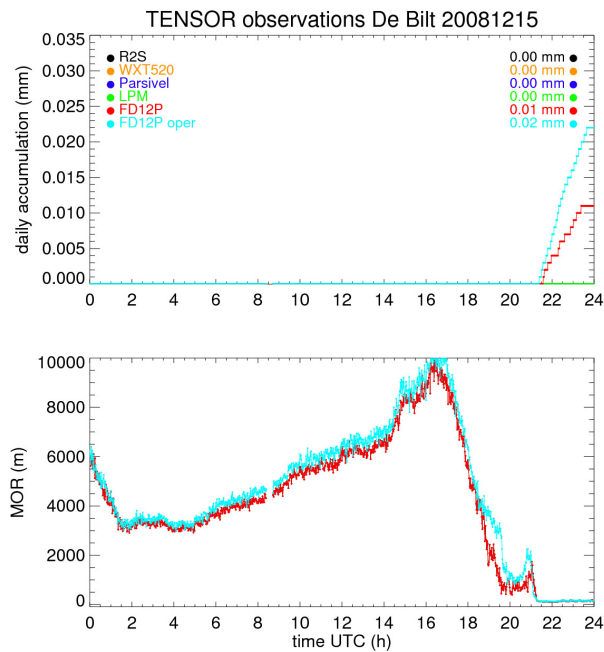 TENSOR observations De Bilt 20081215
0.035
0.030
0.025
0.020
0.015
0.010
0.005
0.000
daily accumulation (mm)
R2S 0.00 mm
WXT520 0.00 mm
Parsivel 0.00 mm
LPM 0.00 mm
FD12P 0.01 mm
FD12P oper 0.02 mm
0 2 4 6 8 10 12 14 16 18 20 22 24
10000
8000
6000
4000
2000
0
MOR (m)
0 2 4 6 8 10 12 14 16 18 20 22 24
time UTC (h)